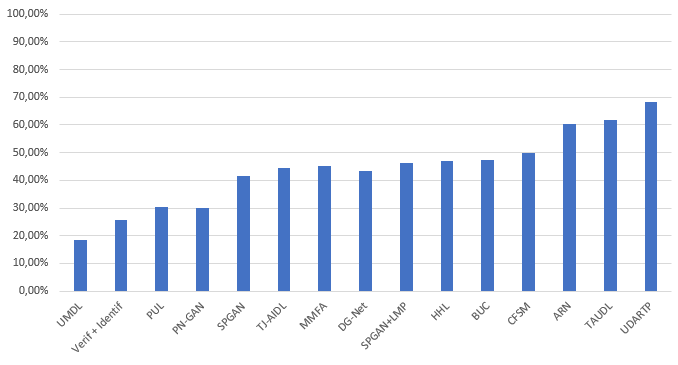 100,00%
90,00%
80,00%
70,00%
60,00%
50,00%
40,00%
30,00%
20,00%
10,00%
0,00%
UMDL
Verif + Identif
PUL
PN-GAN
SPGAN
TJ-AIDL
MMFA
DG-Net
SPGAN+LMP
HHL
BUC
CFSM
ARN
TAUDL
UDARTP